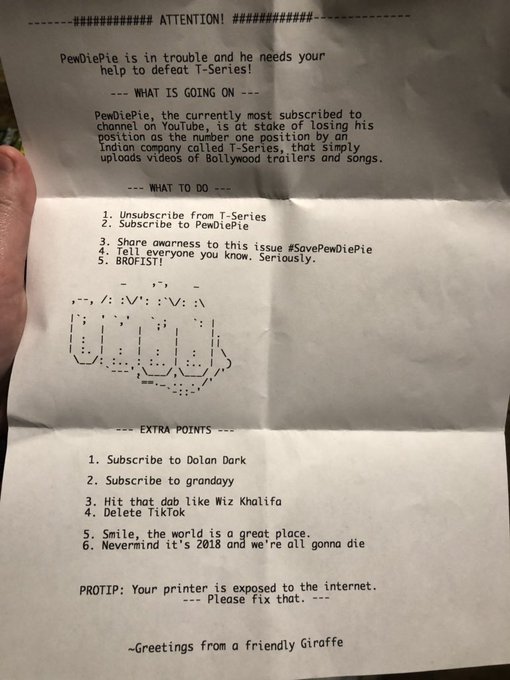 -------############ ATTENTION! ############---------------
PewDiePie is in trouble and he needs your
help to defeat T-Series!
--- WHAT IS GOING ON ---
PewDiePie, the currently most subscribed to
channel on YouTube, is at stake of losing his
position as the number one position by an
Indian company called T-Series, that simply
uploads videos of Bollywood trailers and songs.
--- WHAT TO DO ---
1. Unsubscribe from T-Series
2. Subscribe to PewDiePie
3. Share awarness to this issue #SavePewDiePie
4. Tell everyone you know. Seriously.
5. BROFIST!
--- EXTRA POINTS ---
1. Subscribe to Dolan Dark
2. Subscribe to grandayy
3. Hit that dab like Wiz Khalifa
4. Delete TikTok
5. Smile, the world is a great place.
6. Nevermind it's 2018 and we're all gonna die
PROTIP: Your printer is exposed to the internet.
--- Please fix that. ---
~Greetings from a friendly Giraffe